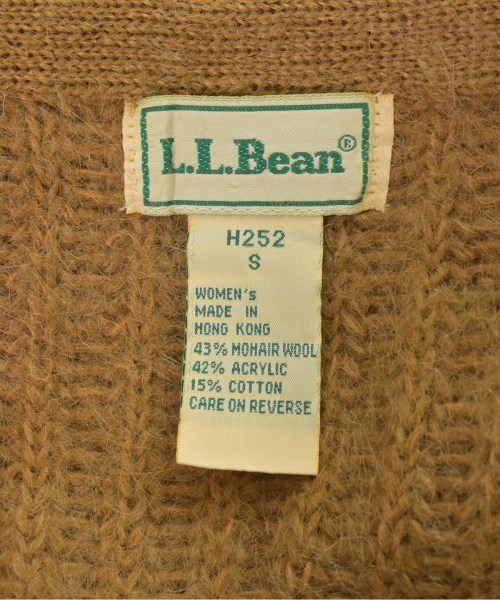 L.L.Bean®
H252
S
WOMEN's
MADE IN
HONG KONG
43% MOHAIR WOOL
42% ACRYLIC
15% COTTON
CARE ON REVERSE